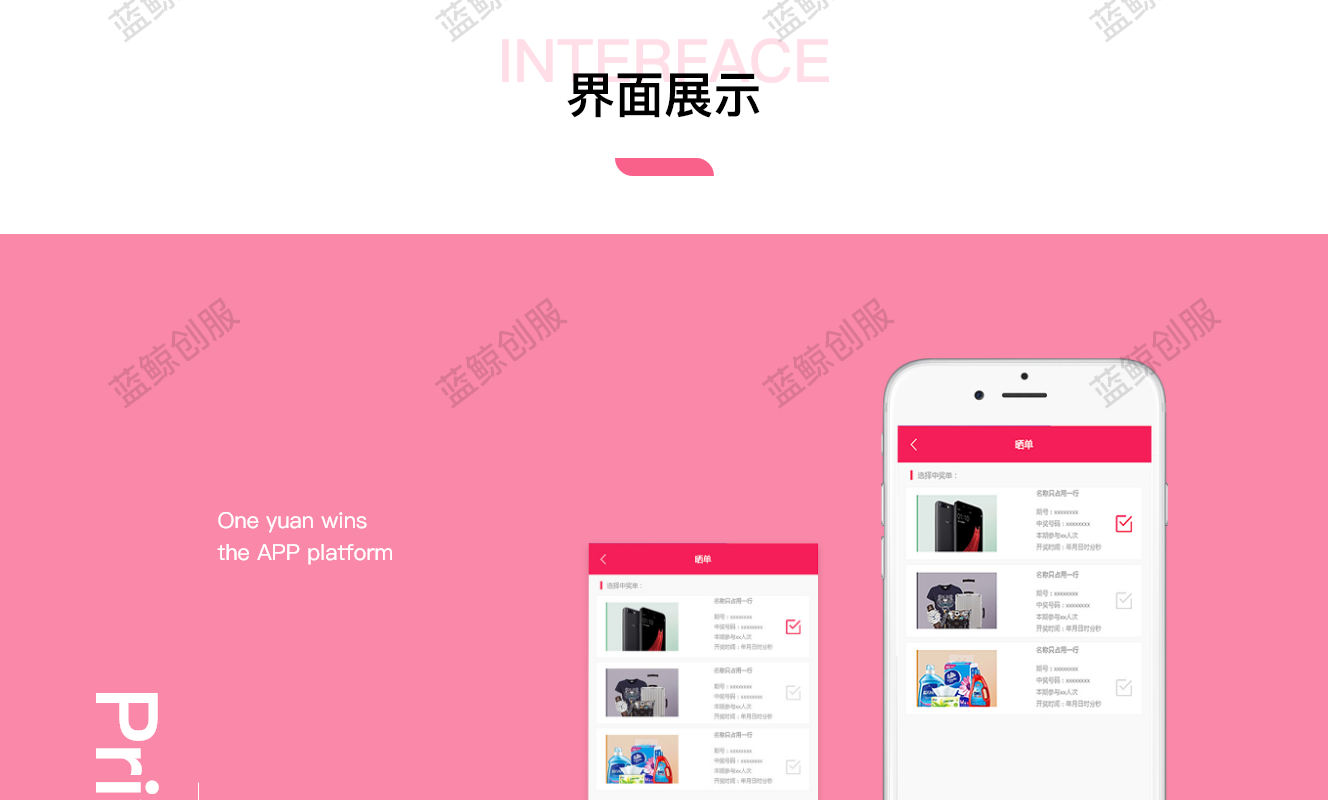 蓝鲸创服 蓝鲸创服 蓝鲸创服 蓝鲸创服
INTERFACE
界面展示
蓝鲸创服 蓝鲸创服 蓝鲸创服 蓝鲸创服
One yuan wins
the APP platform
Pri
晒单
选择中奖单：
名称只占用一行
期号：xxxxxxxx
中奖号码：xxxxxxxx
本期参与xx人次
开奖时间：年月日时分秒
名称只占用一行
期号：xxxxxxxx
中奖号码：xxxxxxxx
本期参与xx人次
开奖时间：年月日时分秒
名称只占用一行
期号：xxxxxxxx
中奖号码：xxxxxxxx
本期参与xx人次
开奖时间：年月日时分秒
晒单
选择中奖单：
名称只占用一行
期号：xxxxxxxx
中奖号码：xxxxxxxx
本期参与xx人次
开奖时间：年月日时分秒
名称只占用一行
期号：xxxxxxxx
中奖号码：xxxxxxxx
本期参与xx人次
开奖时间：年月日时分秒
名称只占用一行
期号：xxxxxxxx
中奖号码：xxxxxxxx
本期参与xx人次
开奖时间：年月日时分秒